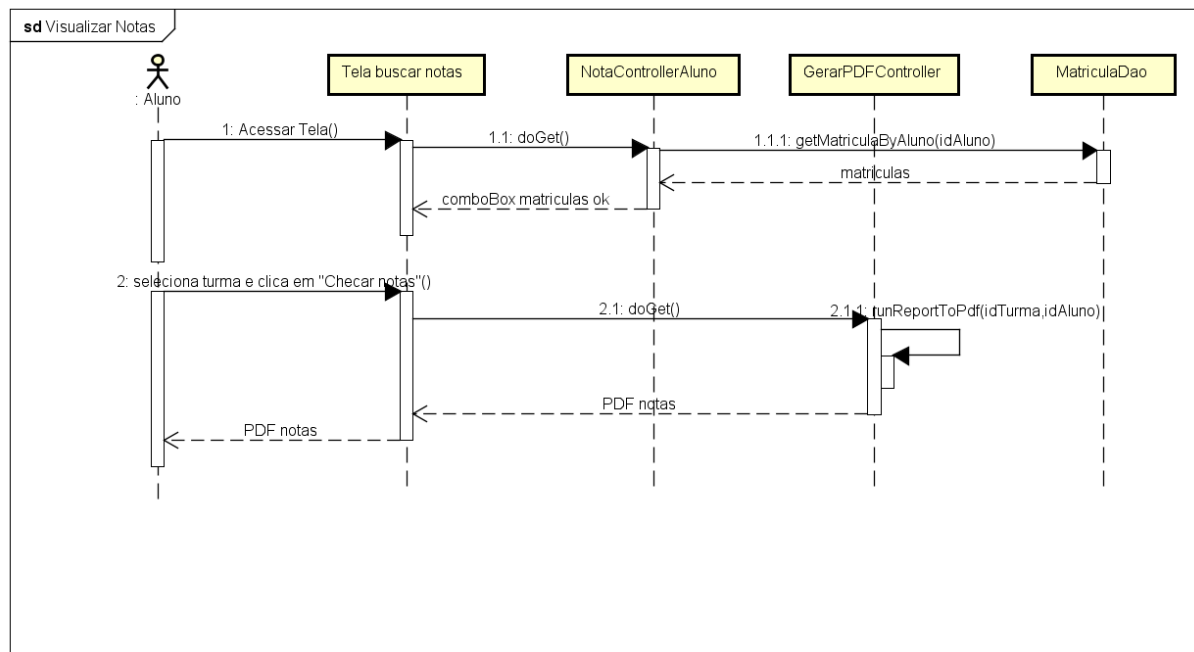 sd Visualizar Notas
: Aluno
Tela buscar notas
NotaControllerAluno
GerarPDFController
MatriculaDao
1: Acessar Tela()
1.1: doGet()
1.1.1: getMatriculaByAluno(idAluno)
matriculas
comboBox matriculas ok
2: seleciona turma e clica em "Checar notas"()
2.1: doGet()
2.1.1: runReportToPdf(idTurma,idAluno)
PDF notas
PDF notas